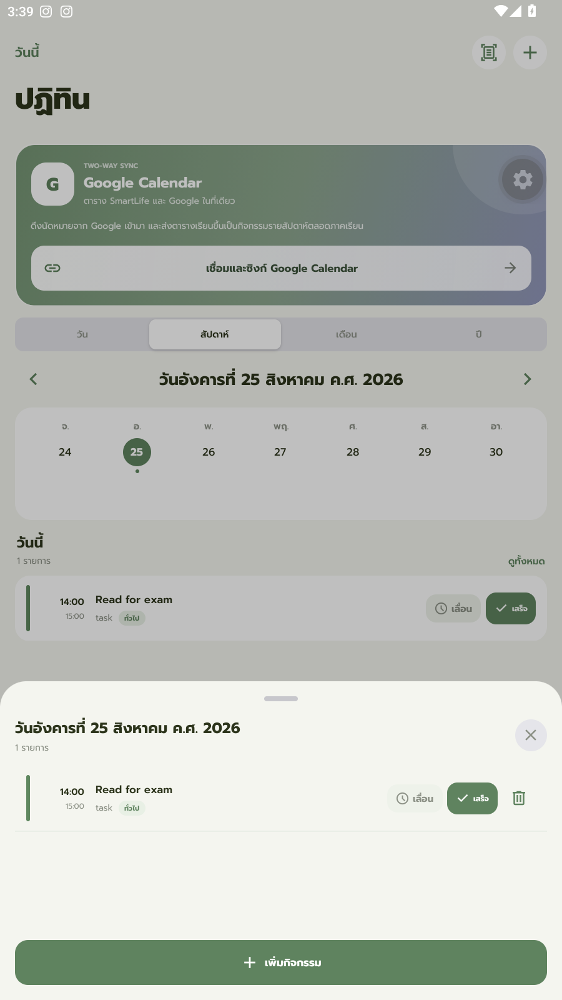 3:39
วันนี้
ปฏิทิน
TWO-WAY SYNC
G
Google Calendar
ตาราง SmartLife และ Google ในที่เดียว
ดึงนัดหมายจาก Google เข้ามา และส่งตารางเรียนขึ้นเป็นกิจกรรมรายสัปดาห์ตลอดภาคเรียน
เชื่อมและซิงก์ Google Calendar
วัน สัปดาห์ เดือน ปี
วันอังคารที่ 25 สิงหาคม ค.ศ. 2026
จ. อ. พ. พฤ. ศ. ส. อา.
24 25 26 27 28 29 30
วันนี้
1 รายการ ดูทั้งหมด
14:00 Read for exam
15:00 task ทั่วไป
เลื่อน เสร็จ
วันอังคารที่ 25 สิงหาคม ค.ศ. 2026
1 รายการ
14:00 Read for exam
15:00 task ทั่วไป
เลื่อน เสร็จ
เพิ่มกิจกรรม